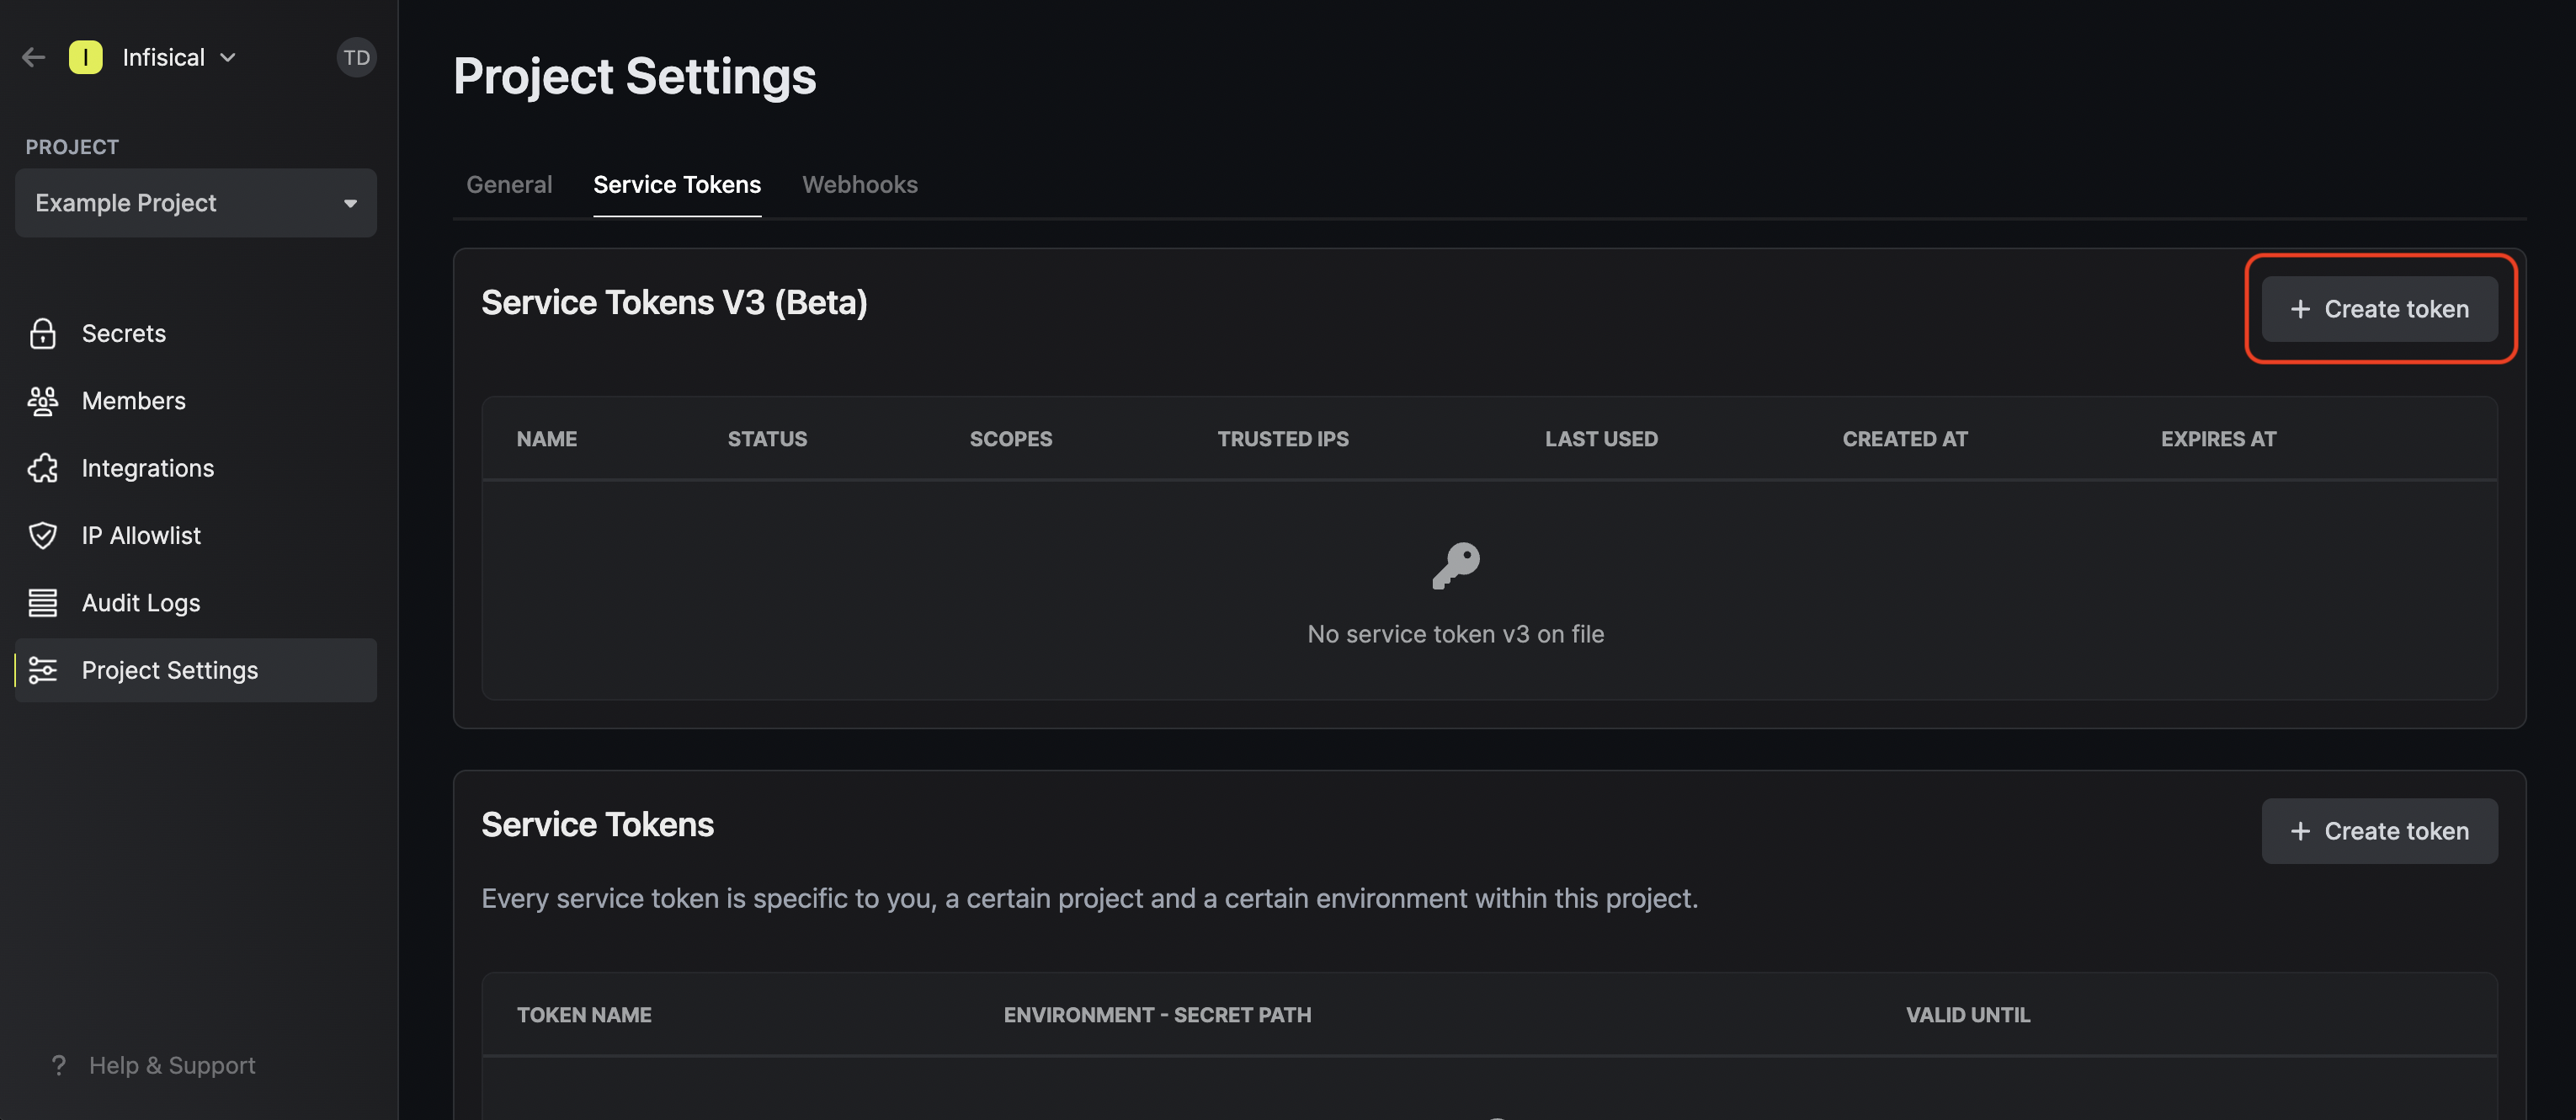 I Infisical TD
PROJECT
Example Project
Secrets
Members
Integrations
IP Allowlist
Audit Logs
Project Settings
? Help & Support
Project Settings
General Service Tokens Webhooks
Service Tokens V3 (Beta)
+ Create token
NAME STATUS SCOPES TRUSTED IPS LAST USED CREATED AT EXPIRES AT
No service token v3 on file
Service Tokens
+ Create token
Every service token is specific to you, a certain project and a certain environment within this project.
TOKEN NAME ENVIRONMENT - SECRET PATH VALID UNTIL